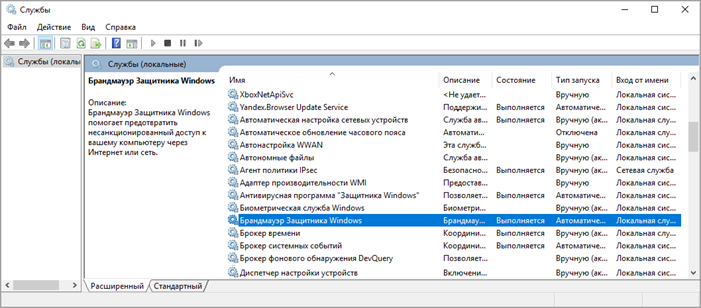 Службы
Файл Действие Вид Справка
Службы (локаль
Службы (локальные)
Брандмауэр Защитника Windows
Описание:
Брандмауэр Защитника Windows
помогает предотвратить
несанкционированный доступ к
вашему компьютеру через
Интернет или сеть.
Имя Описание Состояние Тип запуска Вход от имени
XboxNetApiSvc <Не удает... Вручную Локальная сис...
Yandex.Browser Update Service Поддержи... Выполняется Автоматиче... Локальная сис...
Автоматическая настройка сетевых устройств Служба ав... Выполняется Вручную (ак... Локальная слу...
Автоматическое обновление часового пояса Автомати... Отключена Локальная слу...
Автонастройка WWAN Эта служб... Вручную Локальная сис...
Автономные файлы Служба ав... Вручную (ак... Локальная сис...
Агент политики IPsec Безопасно... Выполняется Вручную (ак... Сетевая служба
Адаптер производительности WMI Предостав... Вручную Локальная сис...
Антивирусная программа "Защитника Windows" Позволяет... Выполняется Автоматиче... Локальная сис...
Биометрическая служба Windows Биометри... Вручную (ак... Локальная сис...
Брандмауэр Защитника Windows Брандмау... Выполняется Автоматиче... Локальная слу...
Брокер времени Координи... Выполняется Вручную (ак... Локальная слу...
Брокер системных событий Координи... Выполняется Автоматиче... Локальная сис...
Брокер фонового обнаружения DevQuery Позволяет... Вручную (ак... Локальная сис...
Диспетчер настройки устройств Включени... Вручную (ак... Локальная сис...
Расширенный Стандартный